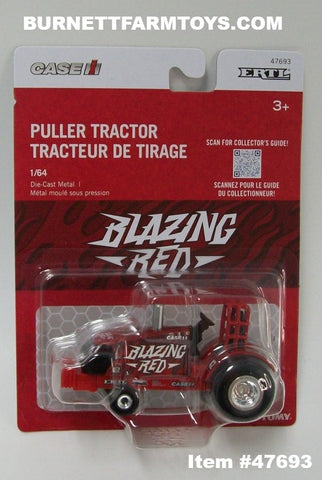 BURNETTFARMTOYS.COM
CASE IH
47693
ERTL
3+
PULLER TRACTOR
TRACTEUR DE TIRAGE
SCAN FOR COLLECTOR'S GUIDE!
1/64
Die-Cast Metal |
Métal moulé sous pression
SCANNEZ POUR LE GUIDE
DU COLLECTIONNEUR!
BLAZING
RED
CASE IH
BLAZING
RED
ERTL
CASE IH
TOMY
Item #47693